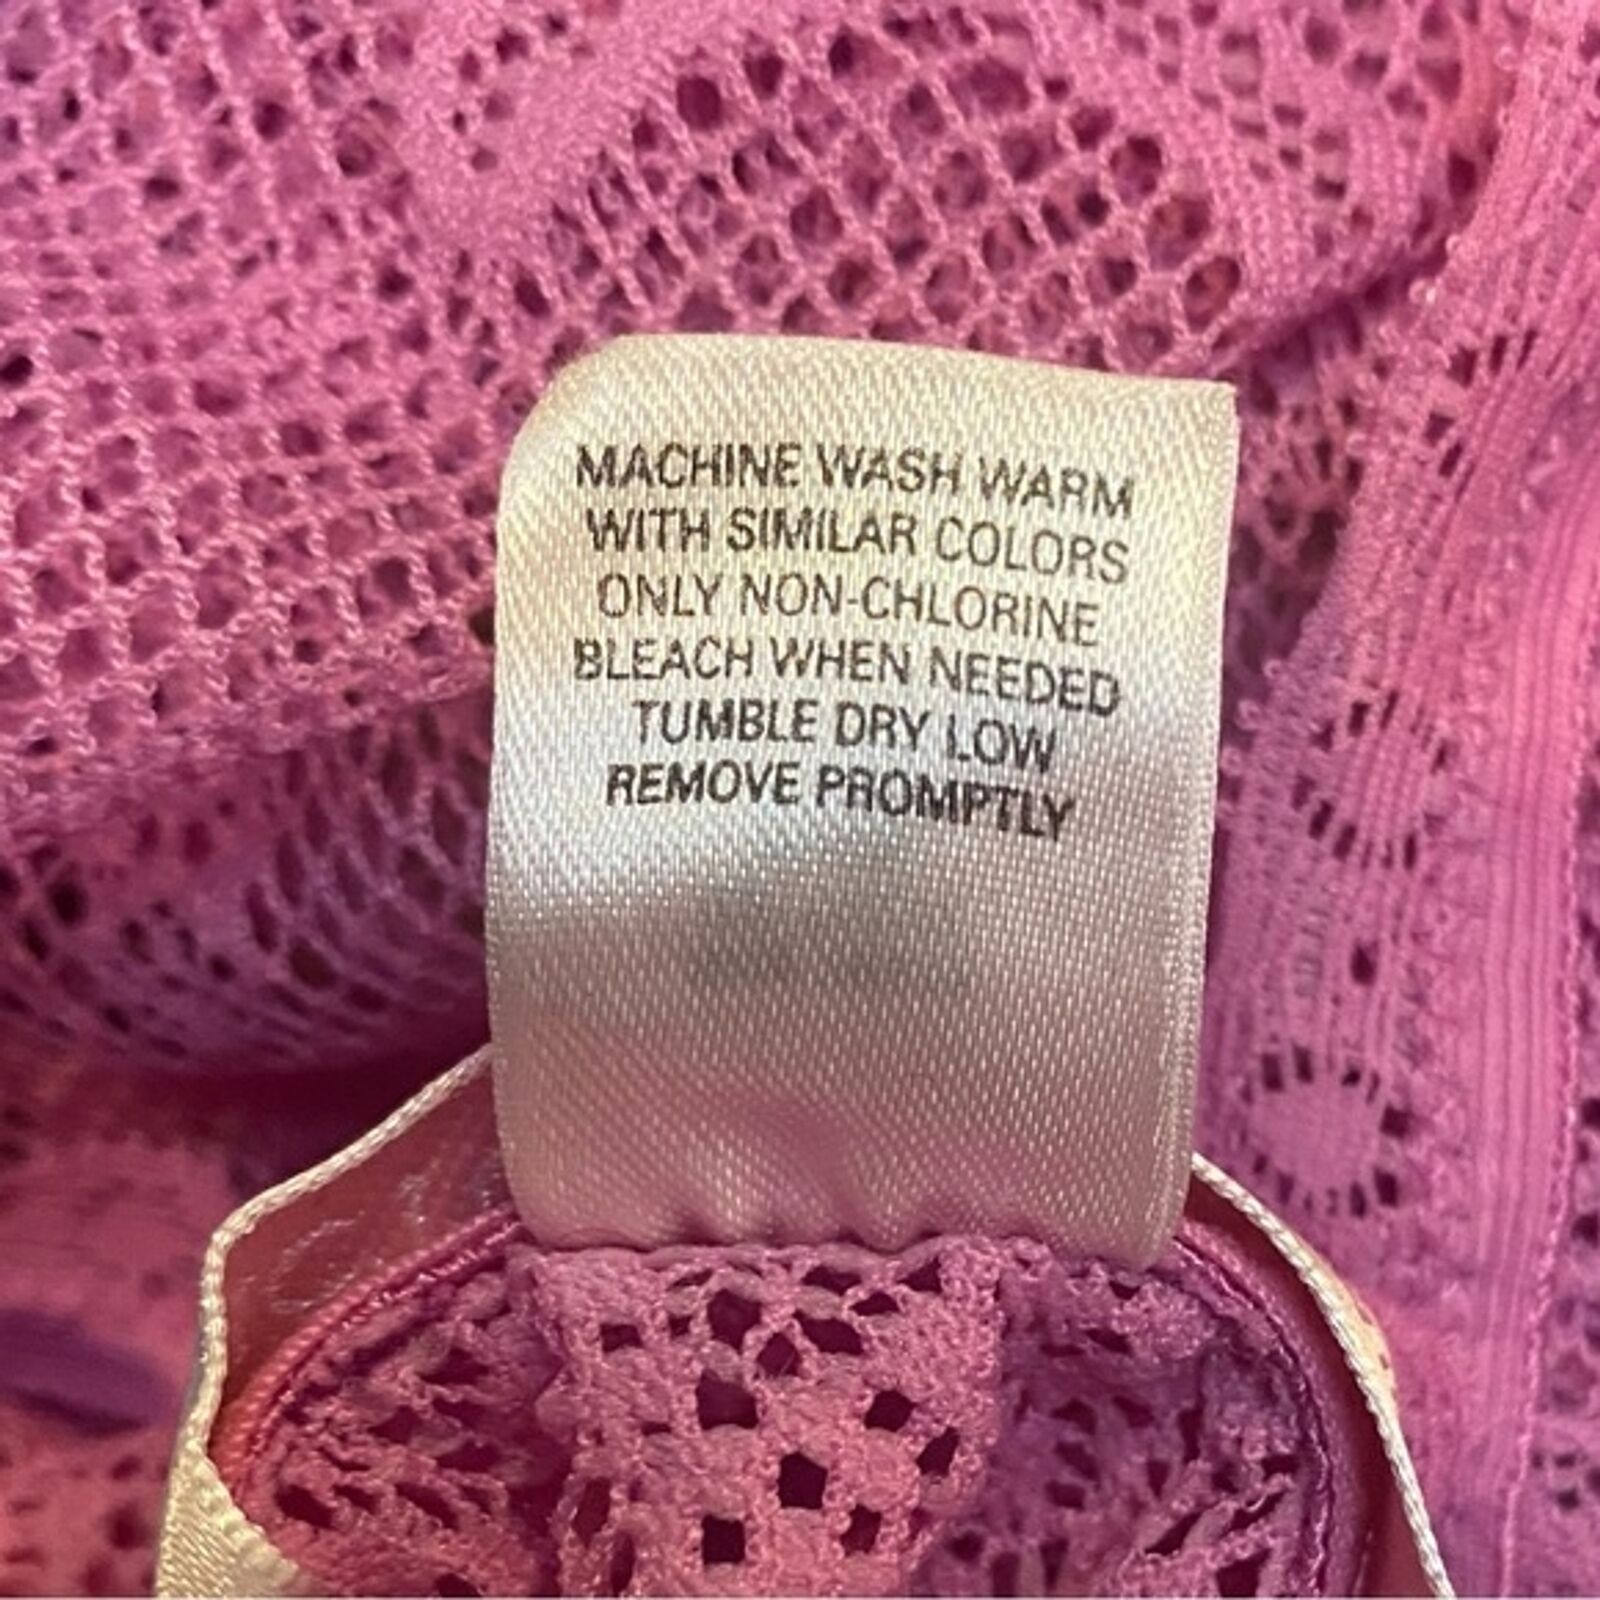 MACHINE WASH WARM
WITH SIMILAR COLORS
ONLY NON-CHLORINE
BLEACH WHEN NEEDED
TUMBLE DRY LOW
REMOVE PROMPTLY